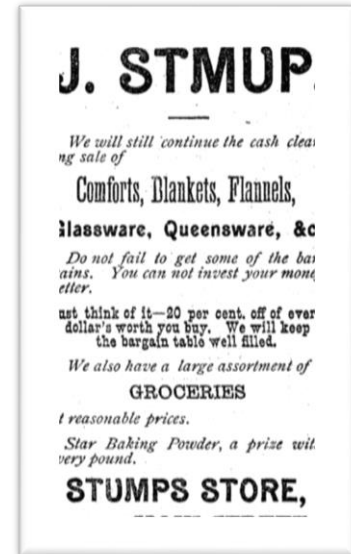 J. STMUP.
We will still continue the cash clear
ng sale of
Comforts, Blankets, Flannels,
Glassware, Queensware, &c
Do not fail to get some of the bar
ains. You can not invest your mone
etter.
ust think of it—20 per cent. off of ever
dollar's worth you buy. We will keep
the bargain table well filled.
We also have a large assortment of
GROCERIES
t reasonable prices.
Star Baking Powder, a prize wit
very pound.
STUMPS STORE,